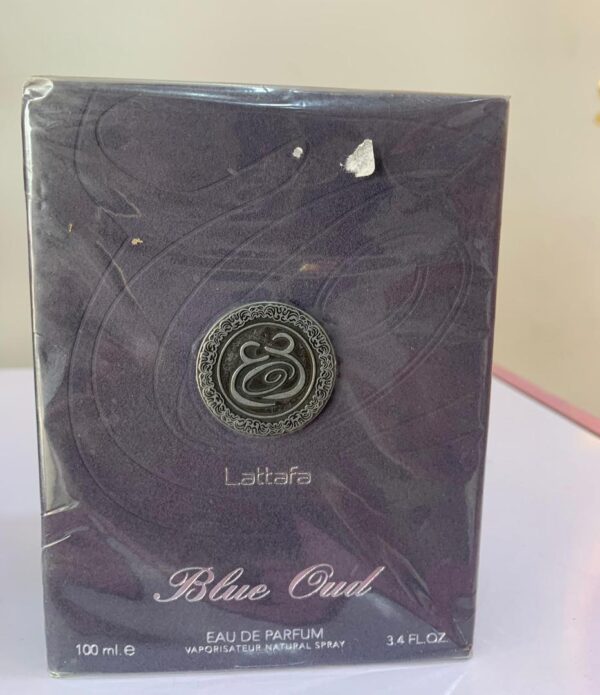 Lattafa
Blue Oud
EAU DE PARFUM
100 ml. e VAPORISATEUR NATURAL SPRAY 3.4 FL.OZ